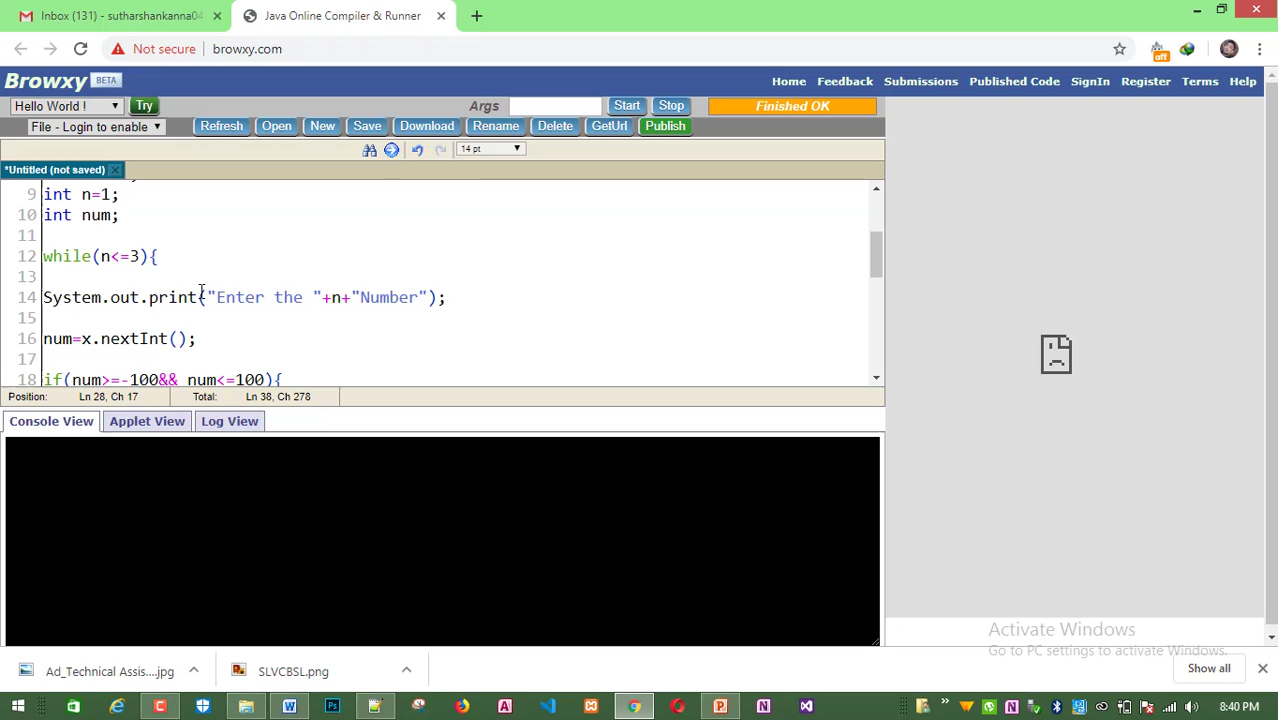 Inbox (131) - sutharshankanna04
Java Online Compiler & Runner
Not secure
browxy.com
off
Browxy BETA
Home Feedback Submissions Published Code SignIn Register Terms Help
Hello World ! Try
Args Start Stop Finished OK
File - Login to enable Refresh Open New Save Download Rename Delete GetUrl Publish
14 pt
*Untitled (not saved)
9 int n=1;
10 int num;
11
12 while(n<=3){
13
14 System.out.print("Enter the "+n+"Number");
15
16 num=x.nextInt();
17
18 if(num>=-100&& num<=100){
Position: Ln 28, Ch 17 Total: Ln 38, Ch 278
Console View Applet View Log View
Activate Windows
Go to PC settings to activate Windows.
Ad_Technical Assis....jpg
SLVCBSL.png
Show all
8:40 PM